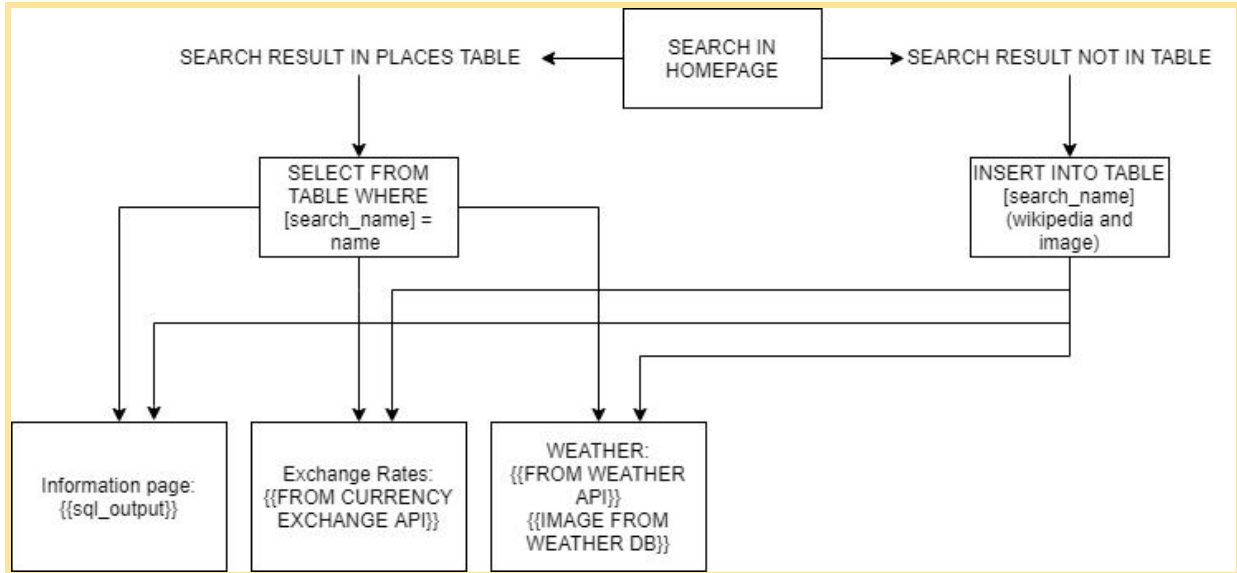 SEARCH RESULT IN PLACES TABLE
SEARCH IN
HOMEPAGE
SEARCH RESULT NOT IN TABLE
SELECT FROM
TABLE WHERE
[search_name] =
name
INSERT INTO TABLE
[search_name]
(wikipedia and
image)
Information page:
{{sql_output}}
Exchange Rates:
{{FROM CURRENCY
EXCHANGE API}}
WEATHER:
{{FROM WEATHER
API}}
{{IMAGE FROM
WEATHER DB}}